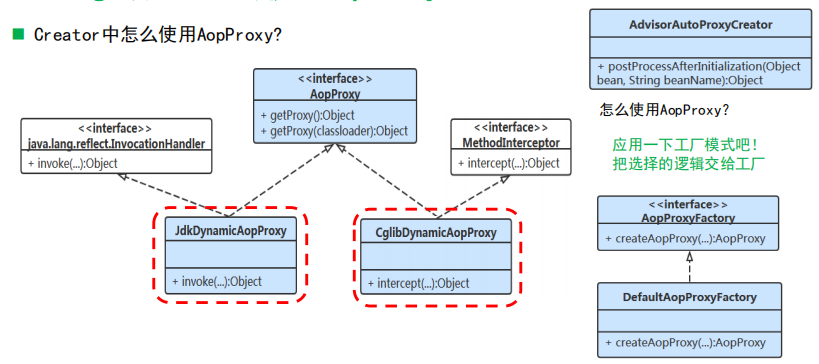 Creator中怎么使用AopProxy?
<<interface>>
AopProxy
+ getProxy():Object
+ getProxy(classloader):Object
<<interface>>
java.lang.reflect.InvocationHandler
+ invoke(...):Object
<<interface>>
MethodInterceptor
+ intercept(...):Object
JdkDynamicAopProxy
+ invoke(...):Object
CglibDynamicAopProxy
+ intercept(...):Object
AdvisorAutoProxyCreator
+ postProcessAfterInitialization(Object
bean, String beanName):Object
怎么使用AopProxy?
应用一下工厂模式吧!
把选择的逻辑交给工厂
<<interface>>
AopProxyFactory
+ createAopProxy(...):AopProxy
DefaultAopProxyFactory
+ createAopProxy(...):AopProxy